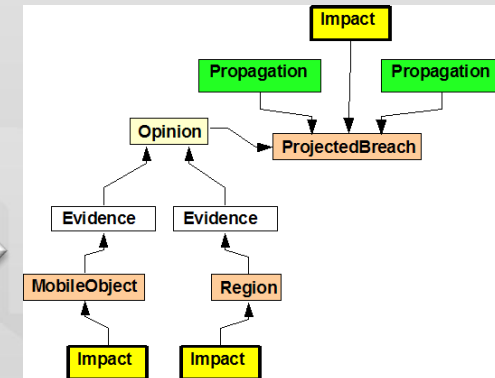 Impact
Propagation
Propagation
Opinion
ProjectedBreach
Evidence
Evidence
MobileObject
Region
Impact
Impact